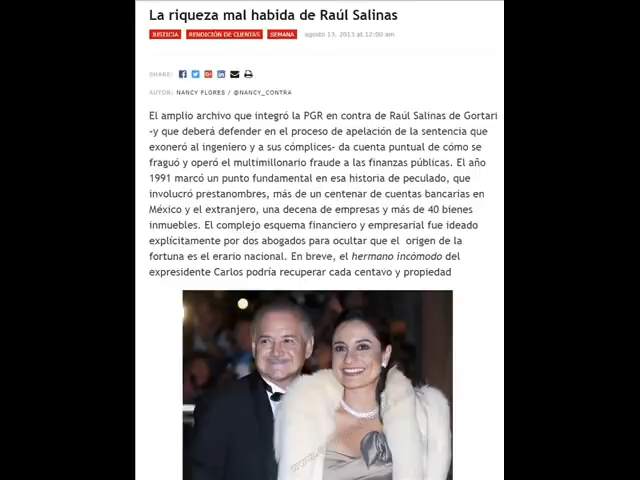 La riqueza mal habida de Raúl Salinas
JUSTICIA RENDICIÓN DE CUENTAS SEMANA agosto 13, 2013 at 12:00 am
SHARE:
AUTOR: NANCY FLORES / @NANCY_CONTRA
El amplio archivo que integró la PGR en contra de Raúl Salinas de Gortari
–y que deberá defender en el proceso de apelación de la sentencia que
exoneró al ingeniero y a sus cómplices– da cuenta puntual de cómo se
fraguó y operó el multimillonario fraude a las finanzas públicas. El año
1991 marcó un punto fundamental en esa historia de peculado, que
involucró prestanombres, más de un centenar de cuentas bancarias en
México y el extranjero, una decena de empresas y más de 40 bienes
inmuebles. El complejo esquema financiero y empresarial fue ideado
explícitamente por dos abogados para ocultar que el origen de la
fortuna es el erario nacional. En breve, el hermano incómodo del
expresidente Carlos podría recuperar cada centavo y propiedad